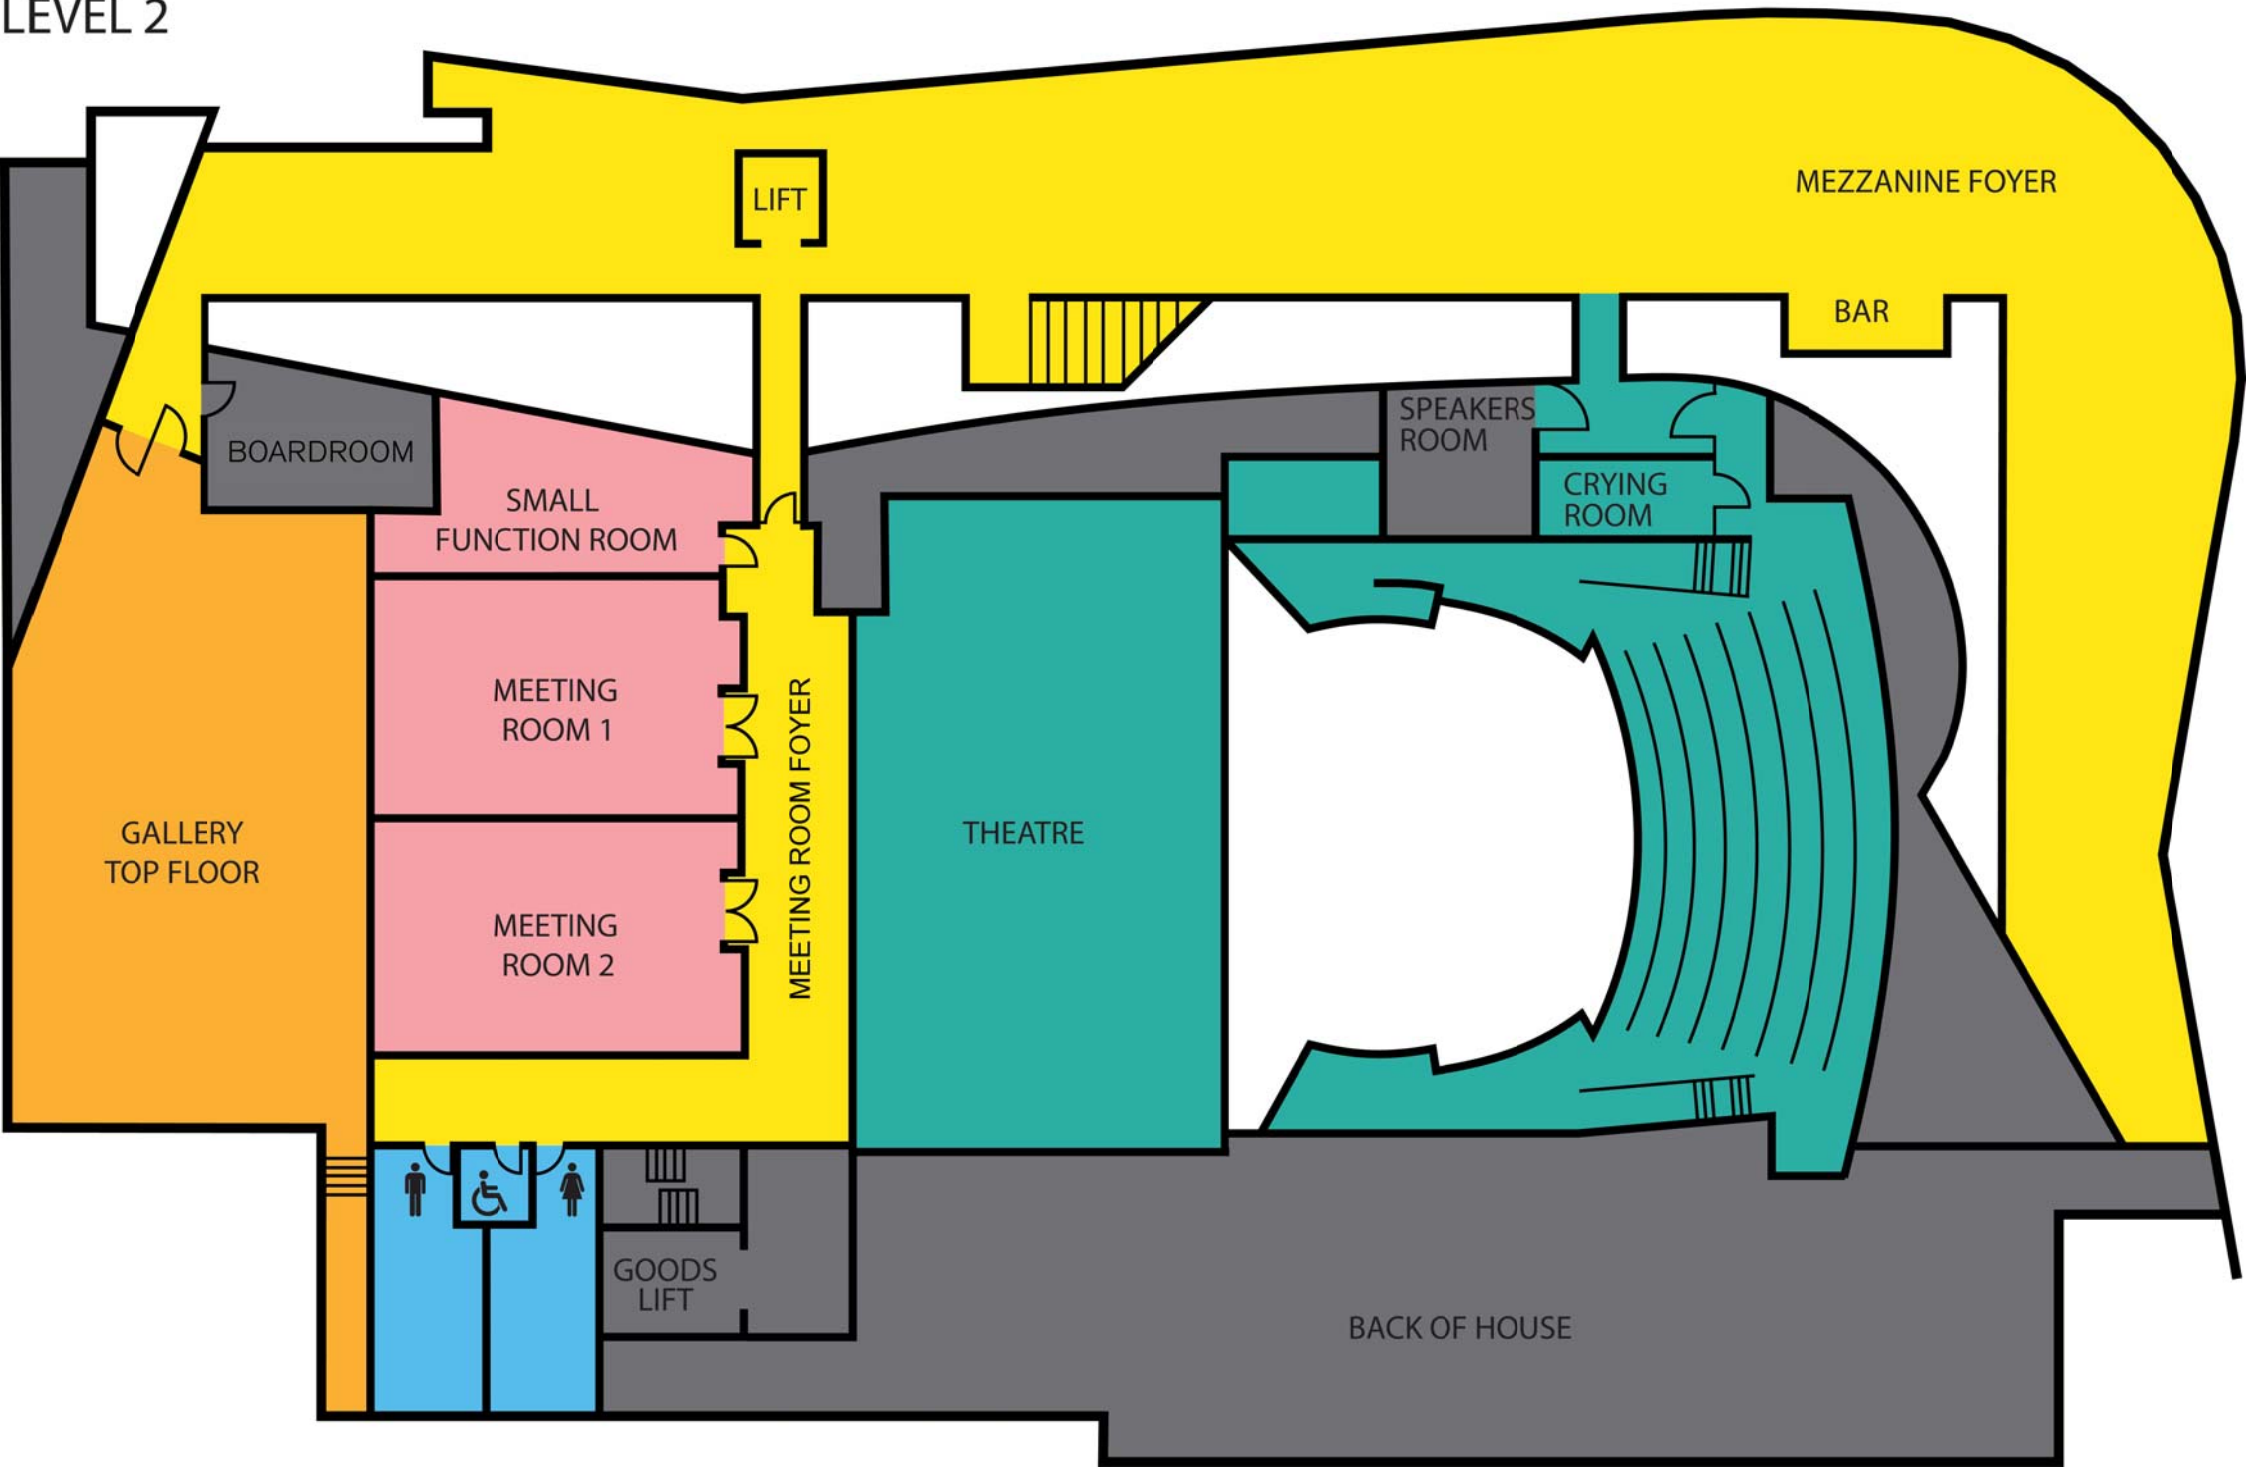 LEVEL 2
MEZZANINE FOYER
LIFT
BAR
SPEAKERS
ROOM
BOARDROOM
CRYING
ROOM
SMALL
FUNCTION ROOM
MEETING
ROOM 1
MEETING ROOM FOYER
THEATRE
GALLERY
TOP FLOOR
MEETING
ROOM 2
GOODS
LIFT
BACK OF HOUSE